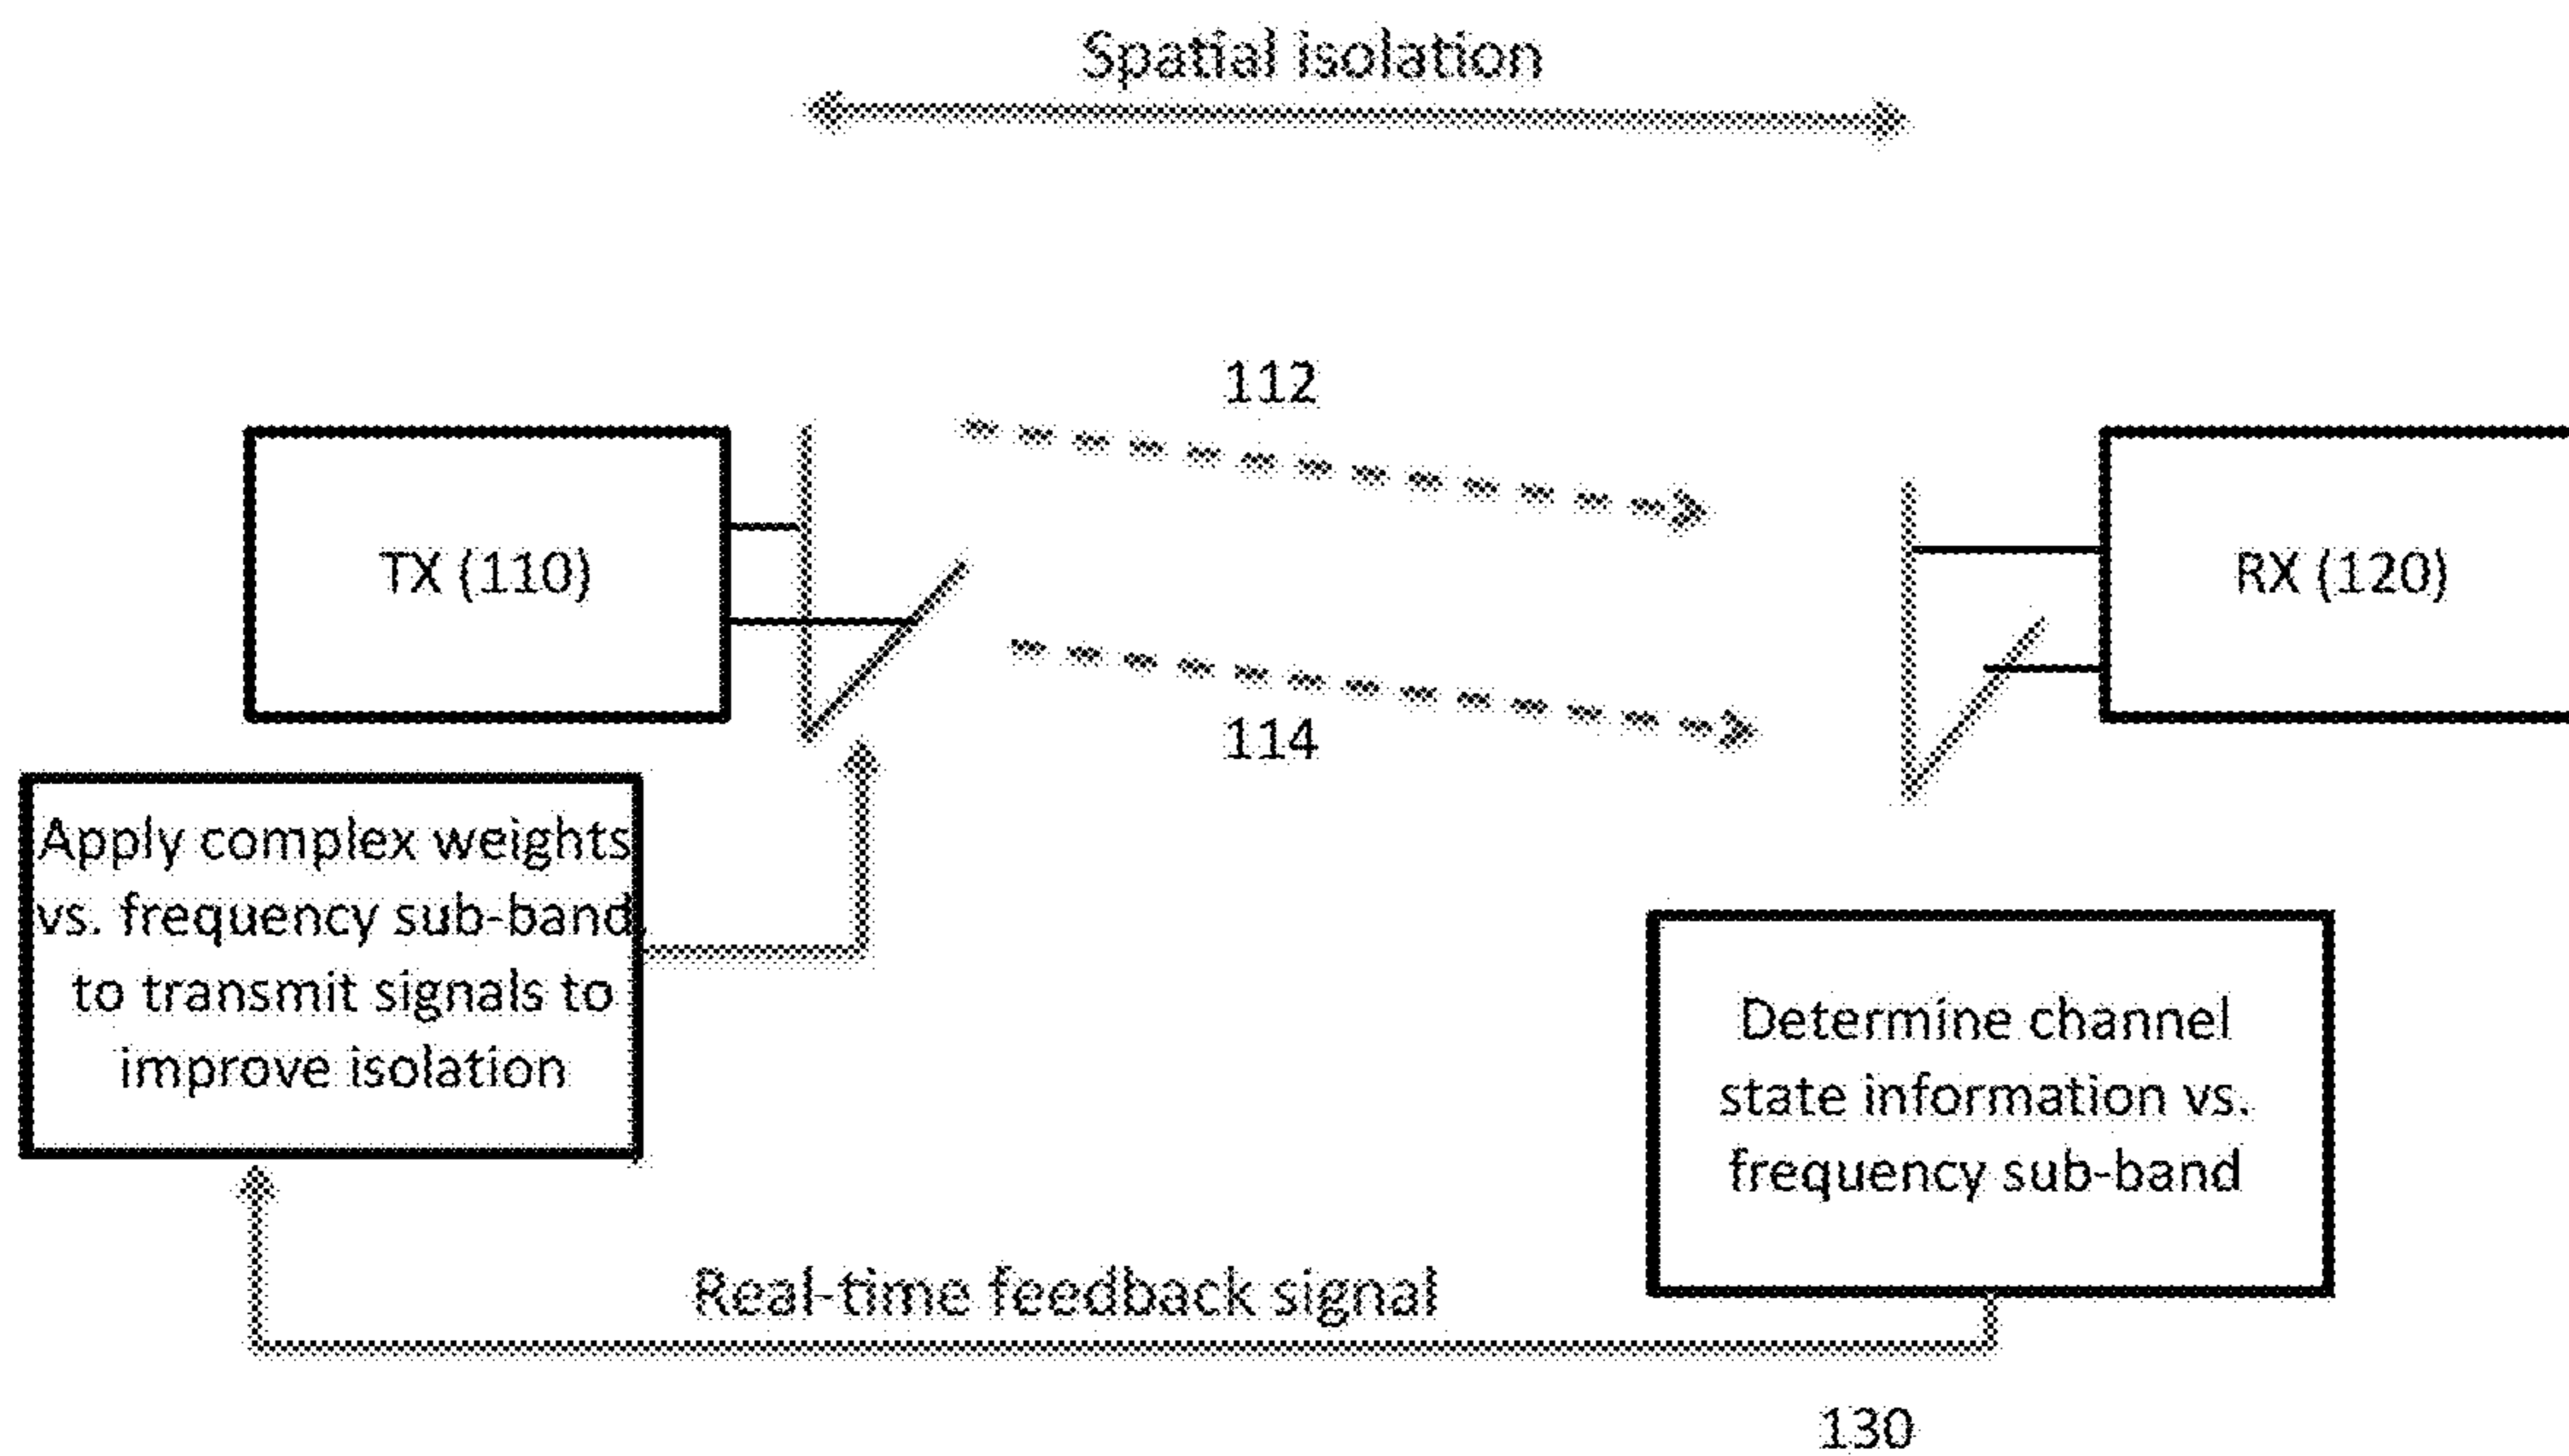 Spatial isolation
112
TX (110)
RX (120)
114
Apply complex weights
vs. frequency sub-band
to transmit signals to
improve isolation
Determine channel
state information vs.
frequency sub-band
Real-time feedback signal
130